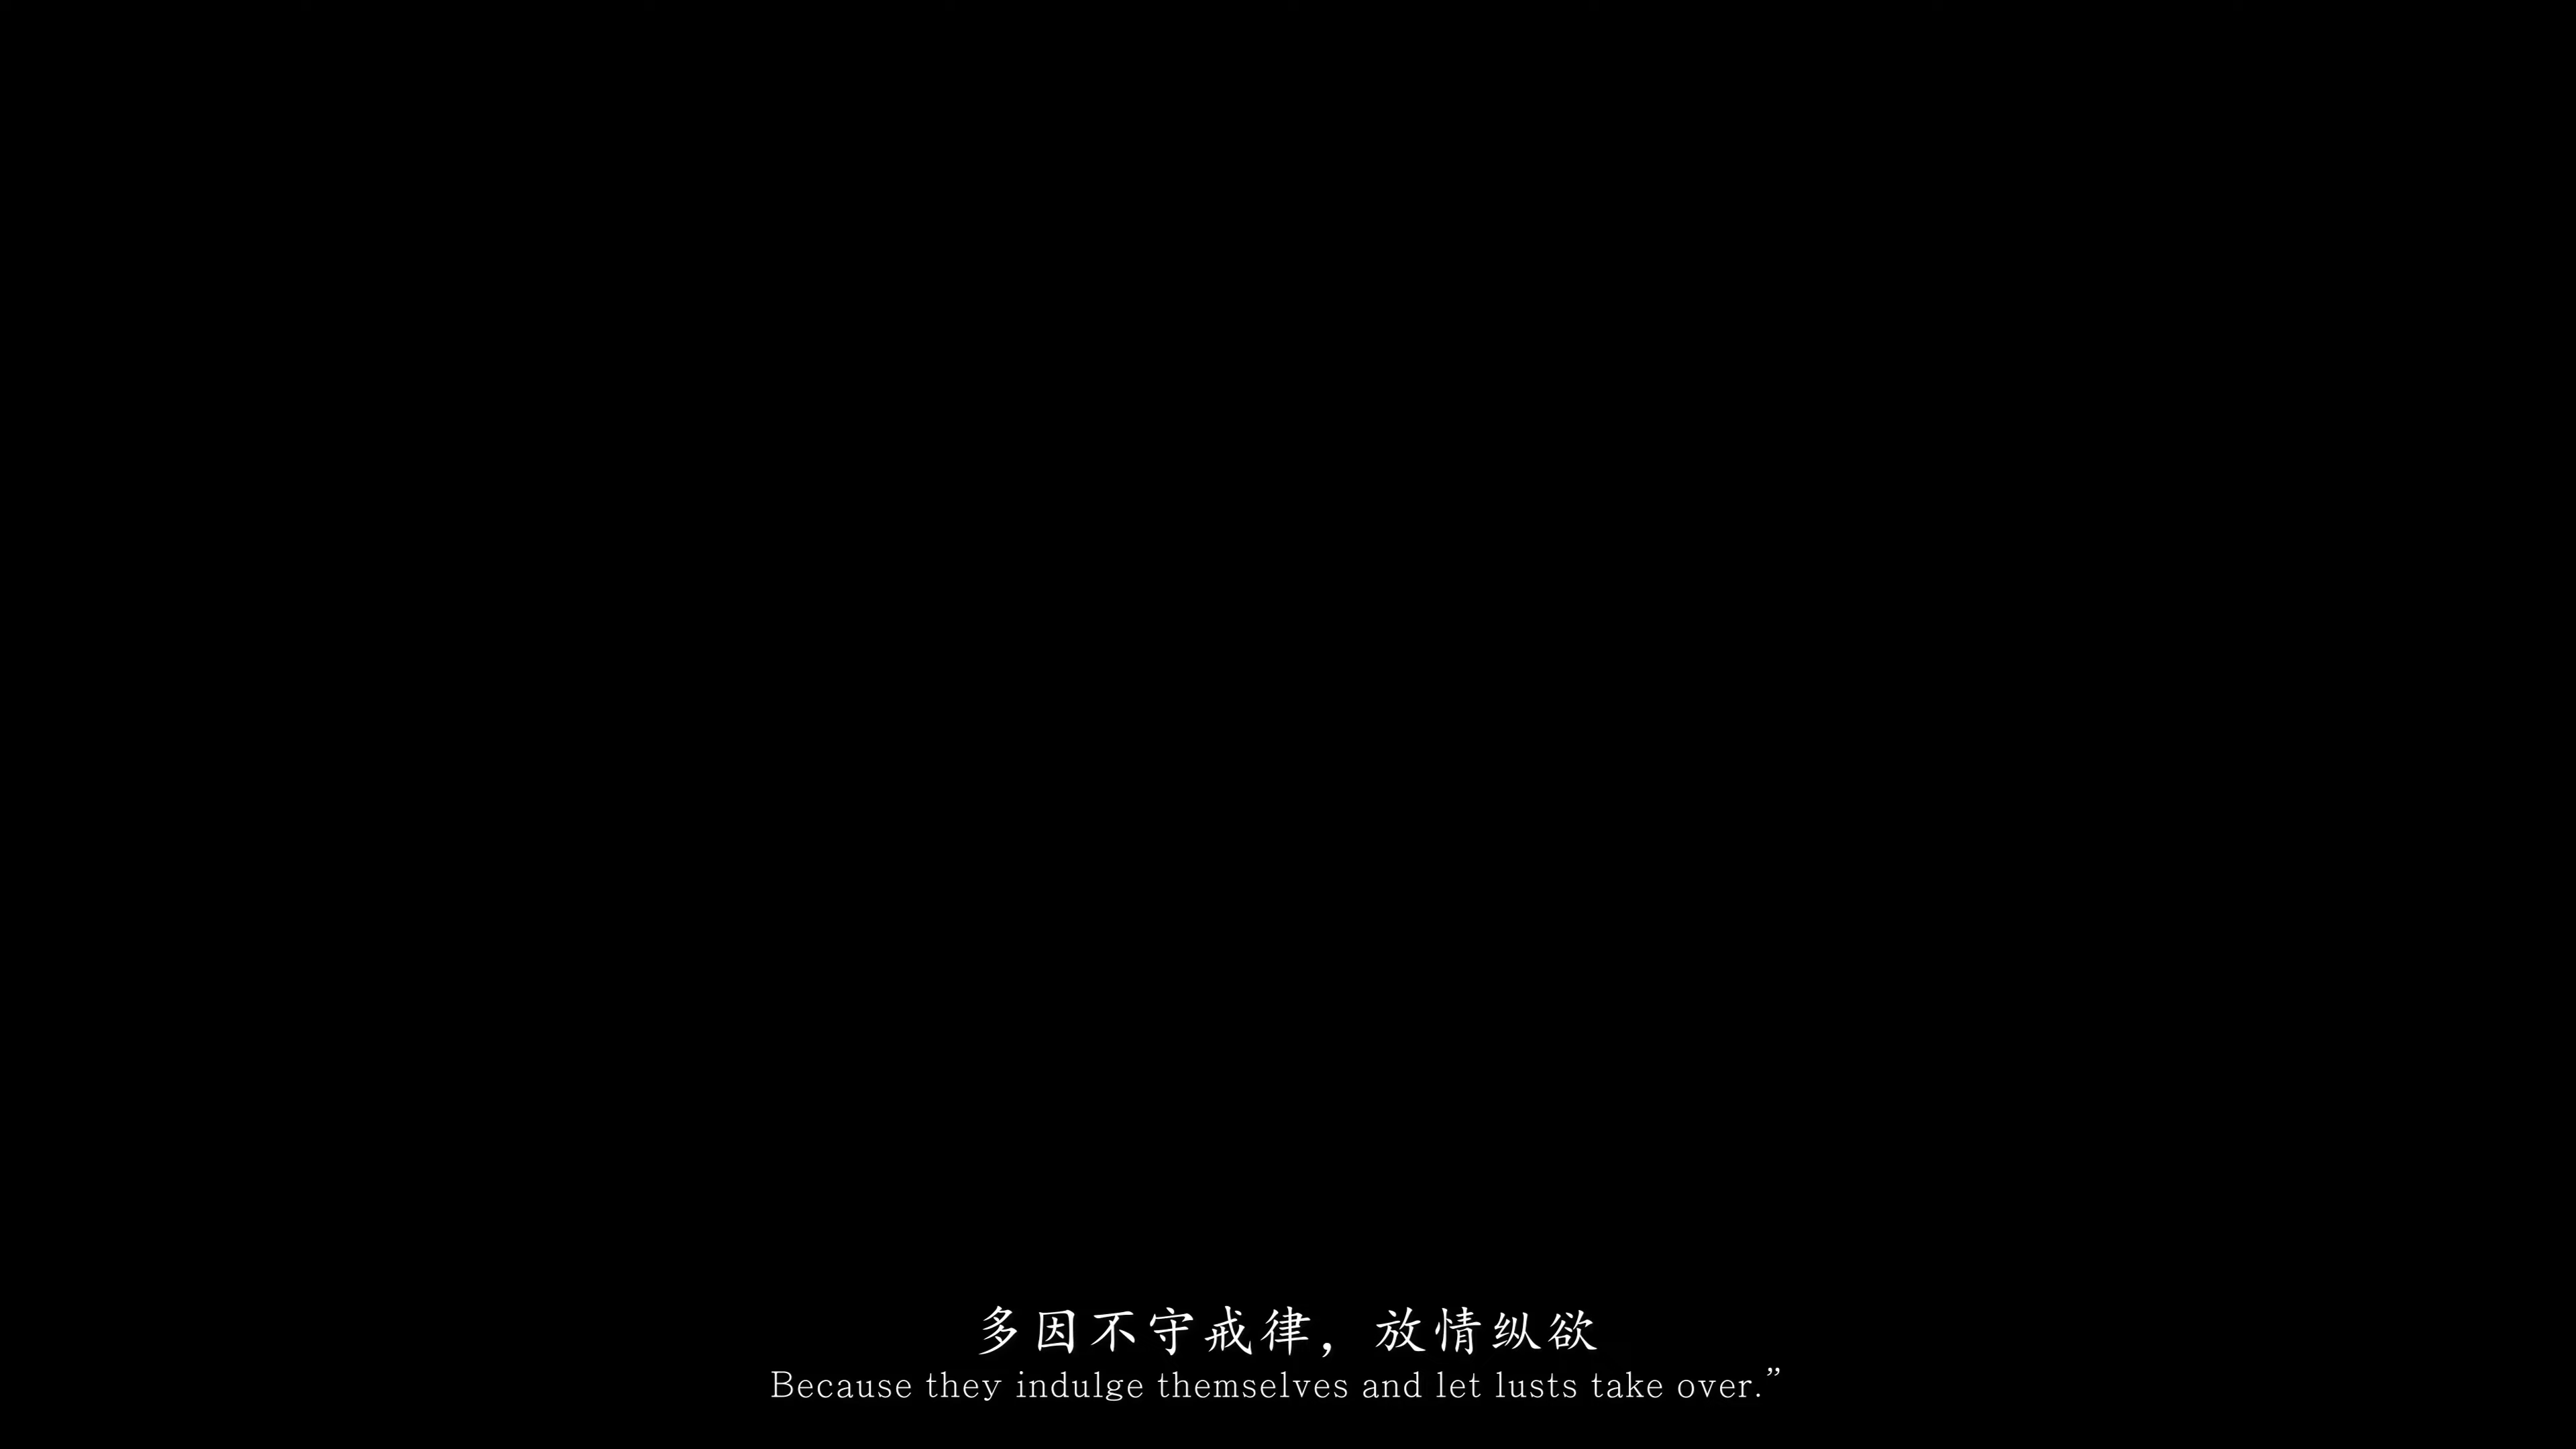 多因不守戒律，放情纵欲
Because they indulge themselves and let lusts take over.”